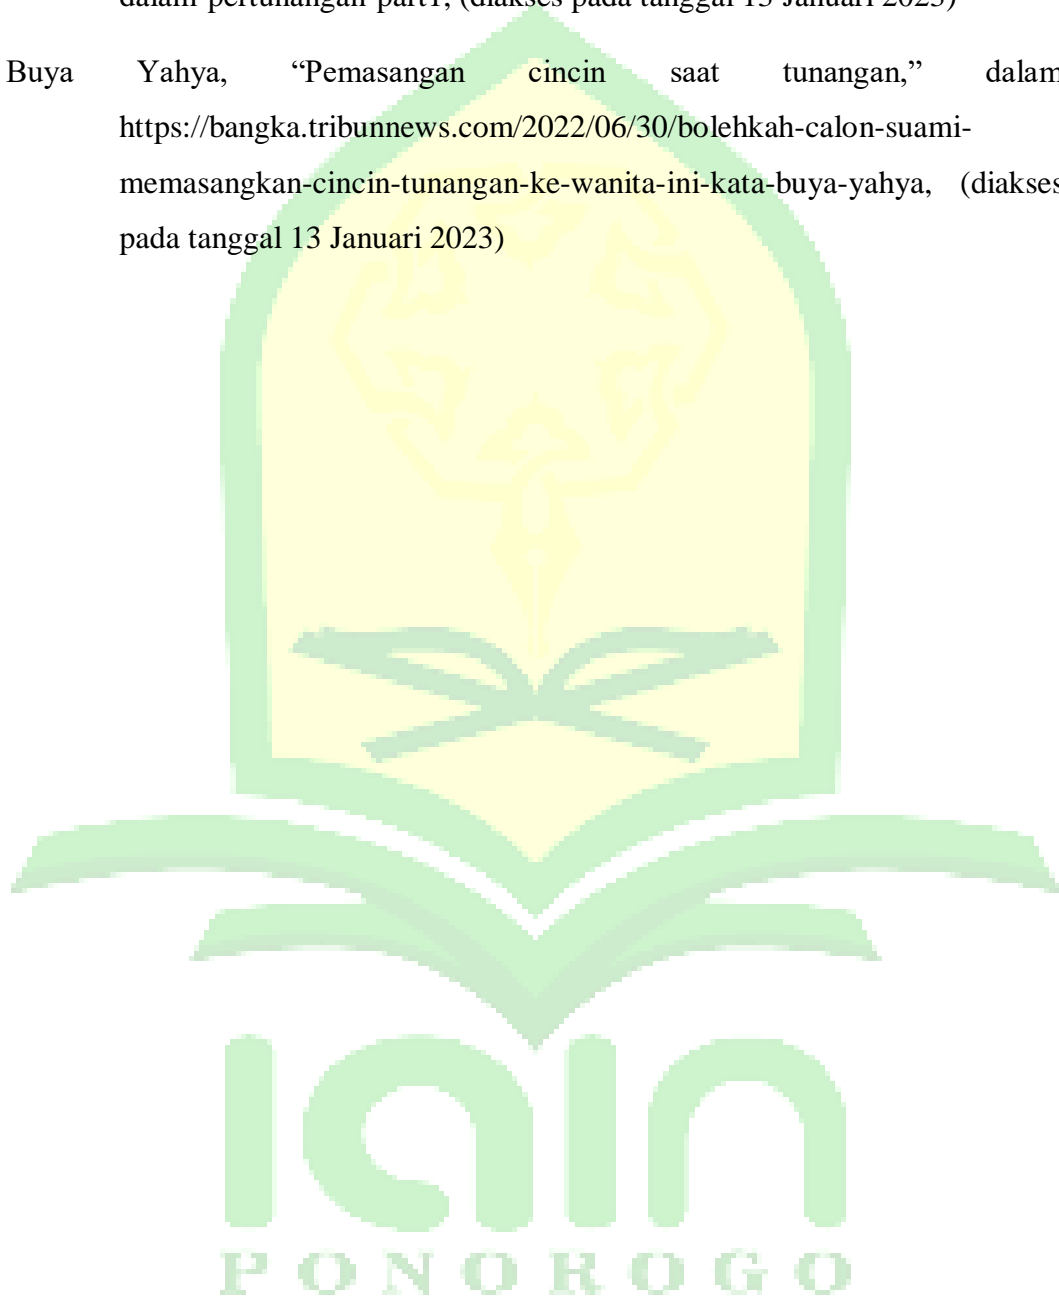 dalam-pertunangan-part1, (diakses pada tanggal 13 Januari 2023)
Buya Yahya, “Pemasangan cincin saat tunangan,” dalam
https://bangka.tribunnews.com/2022/06/30/bolehkah-calon-suami-
memasangkan-cincin-tunangan-ke-wanita-ini-kata-buya-yahya, (diakses
pada tanggal 13 Januari 2023)
iain
PONOROGO